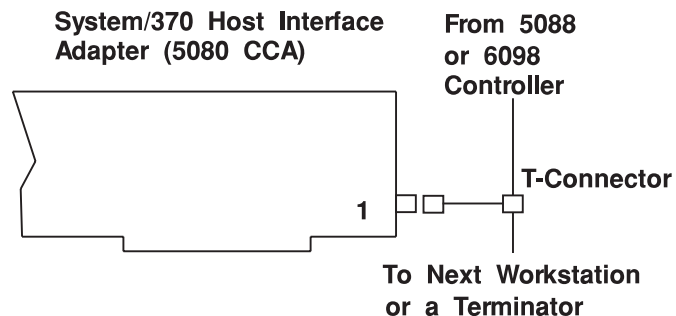 System/370 Host Interface
Adapter (5080 CCA)
From 5088
or 6098
Controller
T-Connector
1
To Next Workstation
or a Terminator